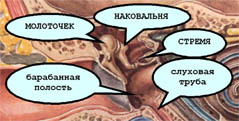 НАКОВАЛЬНЯ
МОЛОТОЧЕК
СТРЕМЯ
барабанная
полость
слуховая
труба